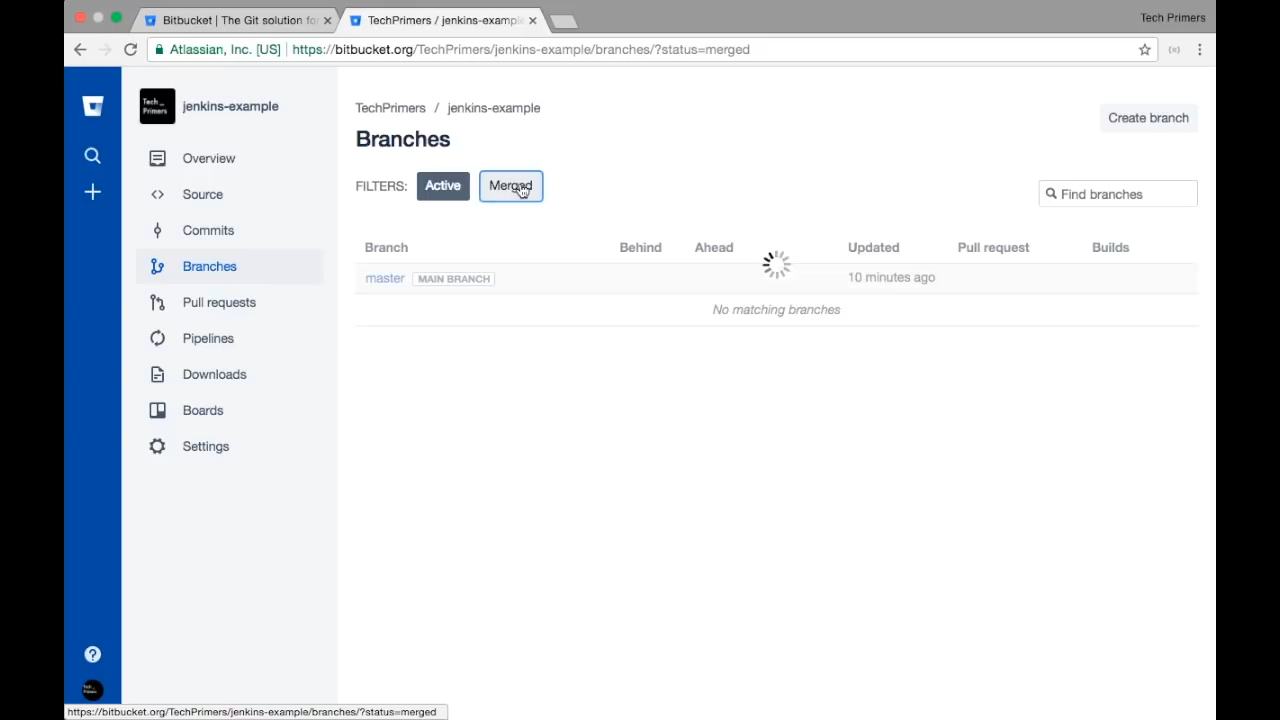 Bitbucket | The Git solution for
TechPrimers / jenkins-example
Tech Primers
Atlassian, Inc. [US]
https://bitbucket.org/TechPrimers/jenkins-example/branches/?status=merged
Tech_
Primers
jenkins-example
Overview
Source
Commits
Branches
Pull requests
Pipelines
Downloads
Boards
Settings
TechPrimers / jenkins-example
Create branch
Branches
FILTERS: Active Merged
Find branches
Branch Behind Ahead Updated Pull request Builds
master MAIN BRANCH 10 minutes ago
No matching branches
https://bitbucket.org/TechPrimers/jenkins-example/branches/?status=merged